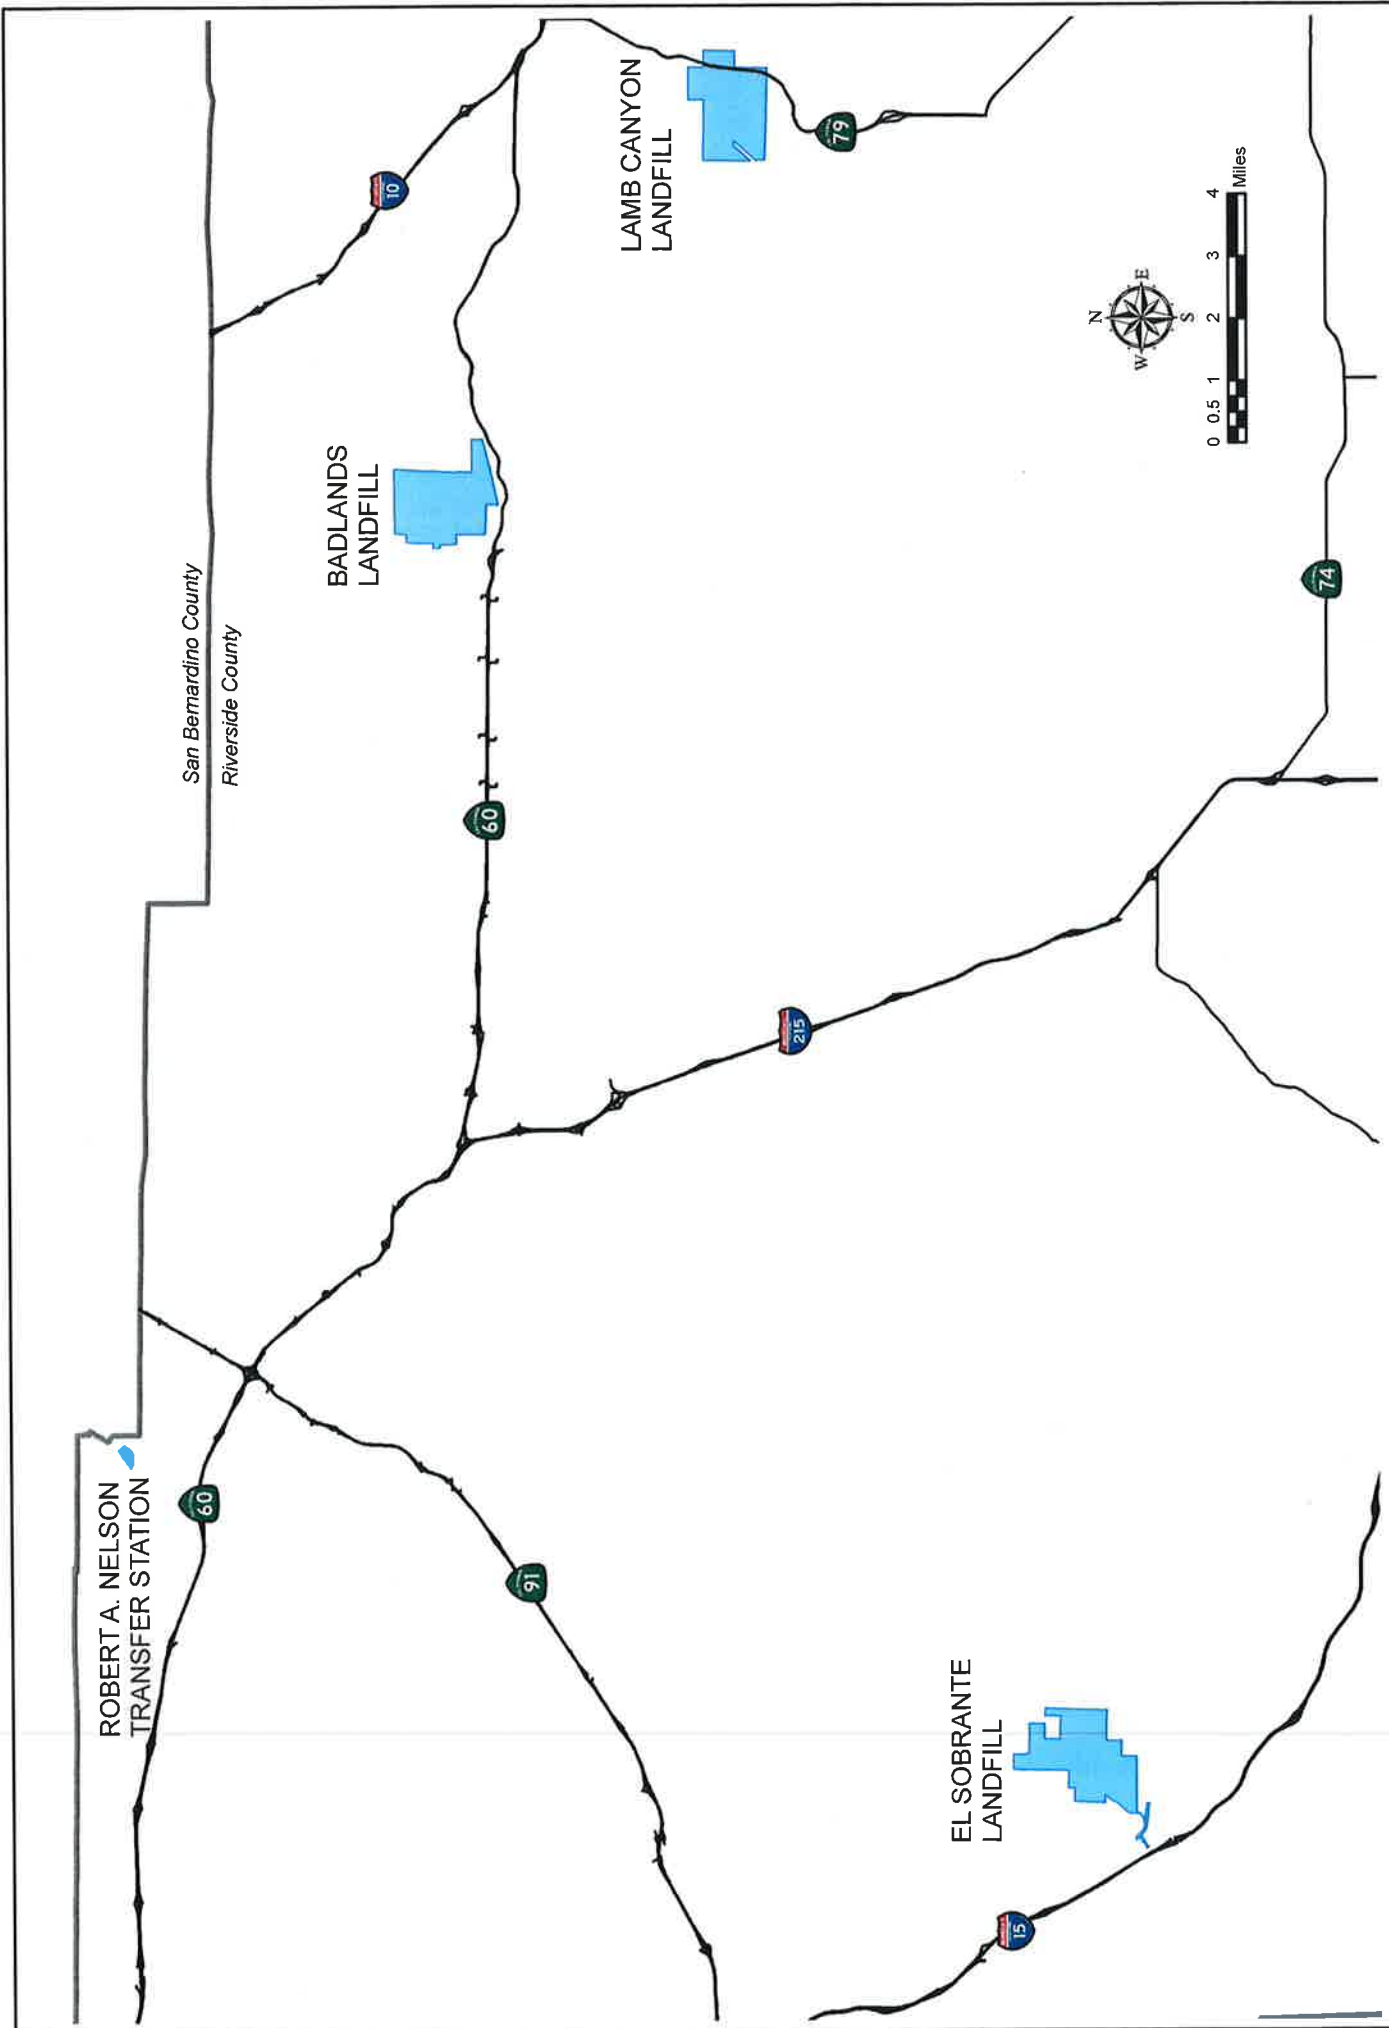 San Bernardino County
Riverside County
ROBERT A. NELSON
TRANSFER STATION
60
10
BADLANDS
LANDFILL
60
LAMB CANYON
LANDFILL
79
91
215
EL SOBRANTE
LANDFILL
15
74
N
W
E
S
0 0.5 1 2 3 4
Miles